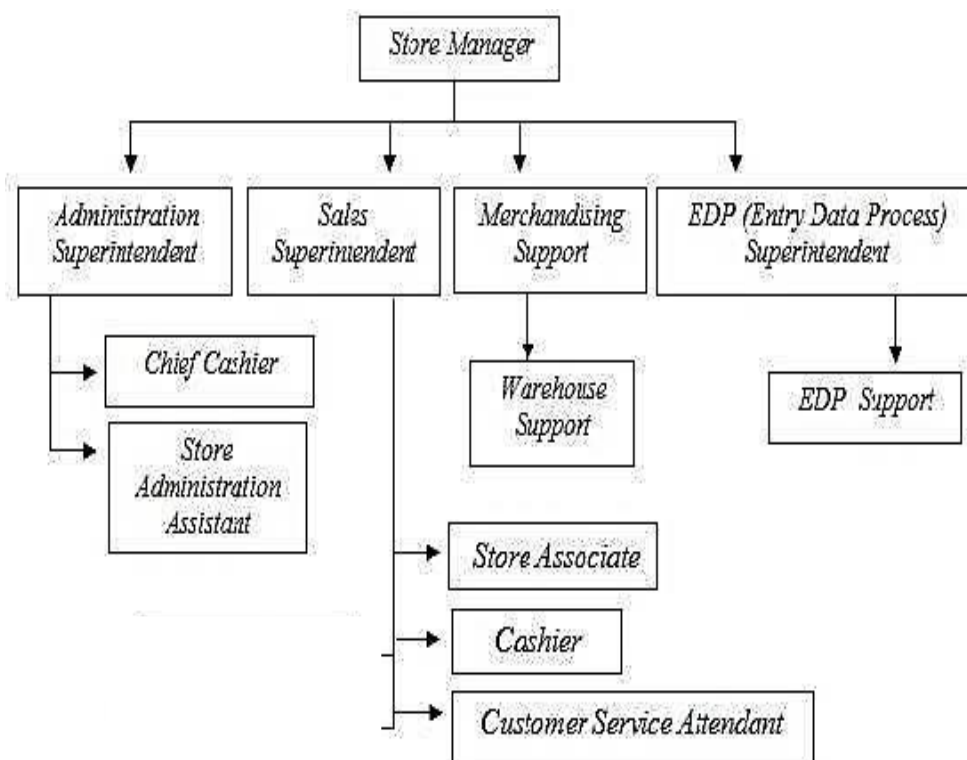 Store Manager
Administration
Superintendent
Sales
Superintendent
Merchandising
Support
EDP (Entry Data Process)
Superintendent
Chief Cashier
Store
Administration
Assistant
Warehouse
Support
EDP Support
Store Associate
Cashier
Customer Service Attendant